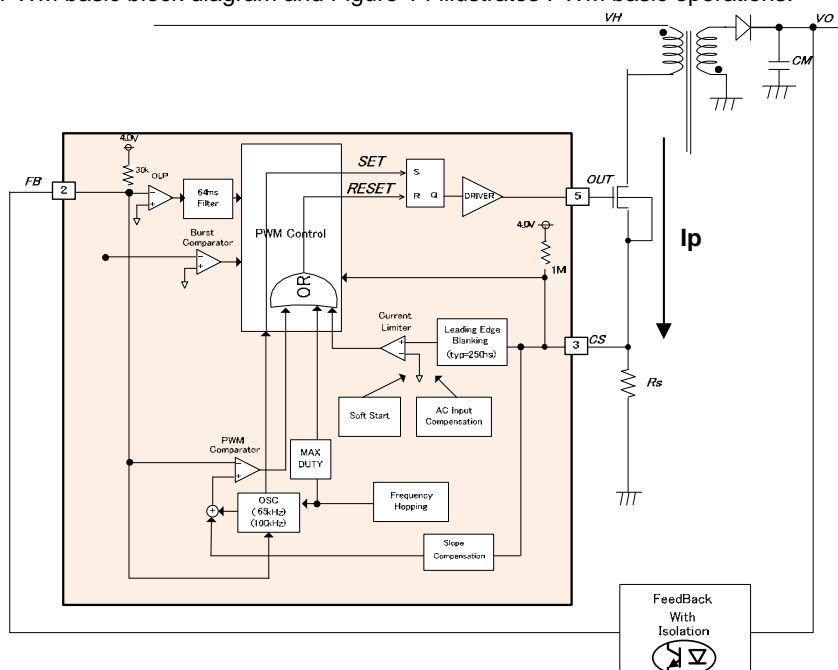 PWM basic block diagram and Figure 14 illustrates PWM basic operations.
VH
VO
CM
4.0V
30k
OLP
FB
2
64ms
Filter
Burst
Comparator
PWM Control
SET
RESET
S
R Q
DRIVER
5
OUT
4.0V
1M
Ip
OR
Current
Limiter
Leading Edge
Blanking
(typ=250ns)
3
CS
Rs
Soft Start
AC Input
Compensation
PWM
Comparator
MAX
DUTY
OSC
(65kHz)
(100kHz)
Frequency
Hopping
Slope
Compensation
FeedBack
With
Isolation